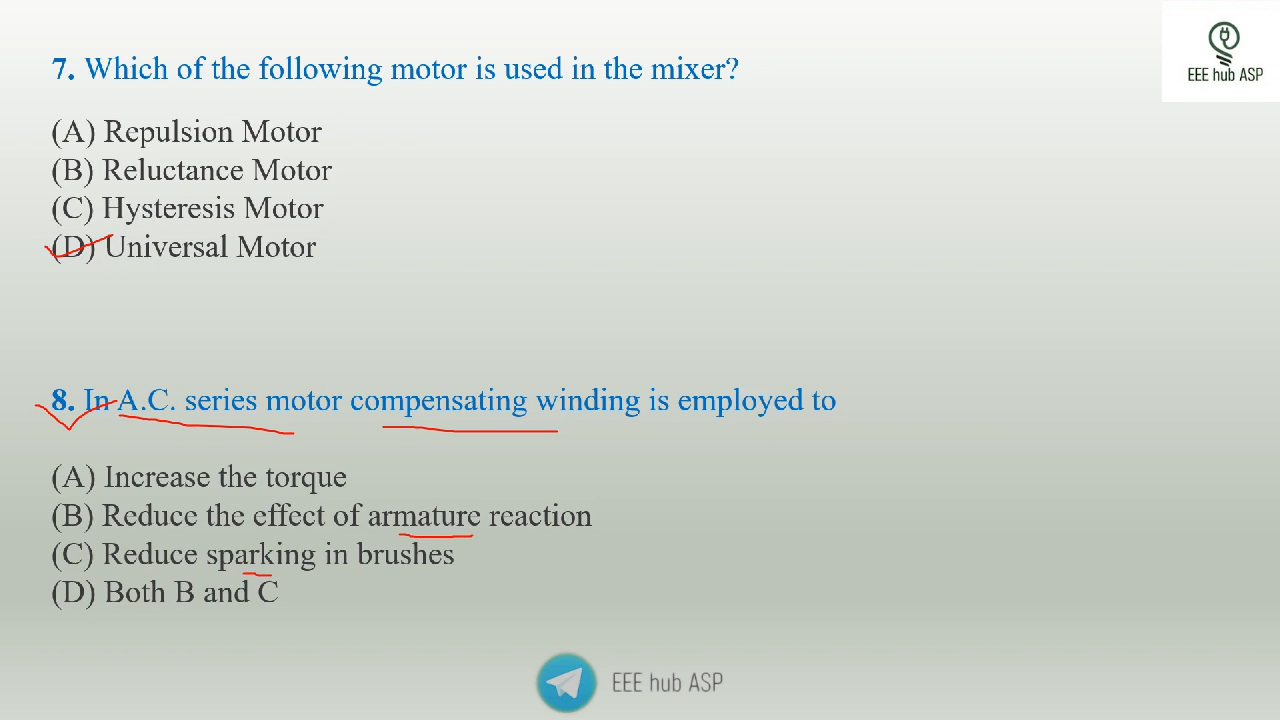 EEE hub ASP
7. Which of the following motor is used in the mixer?
(A) Repulsion Motor
(B) Reluctance Motor
(C) Hysteresis Motor
(D) Universal Motor
8. In A.C. series motor compensating winding is employed to
(A) Increase the torque
(B) Reduce the effect of armature reaction
(C) Reduce sparking in brushes
(D) Both B and C
EEE hub ASP